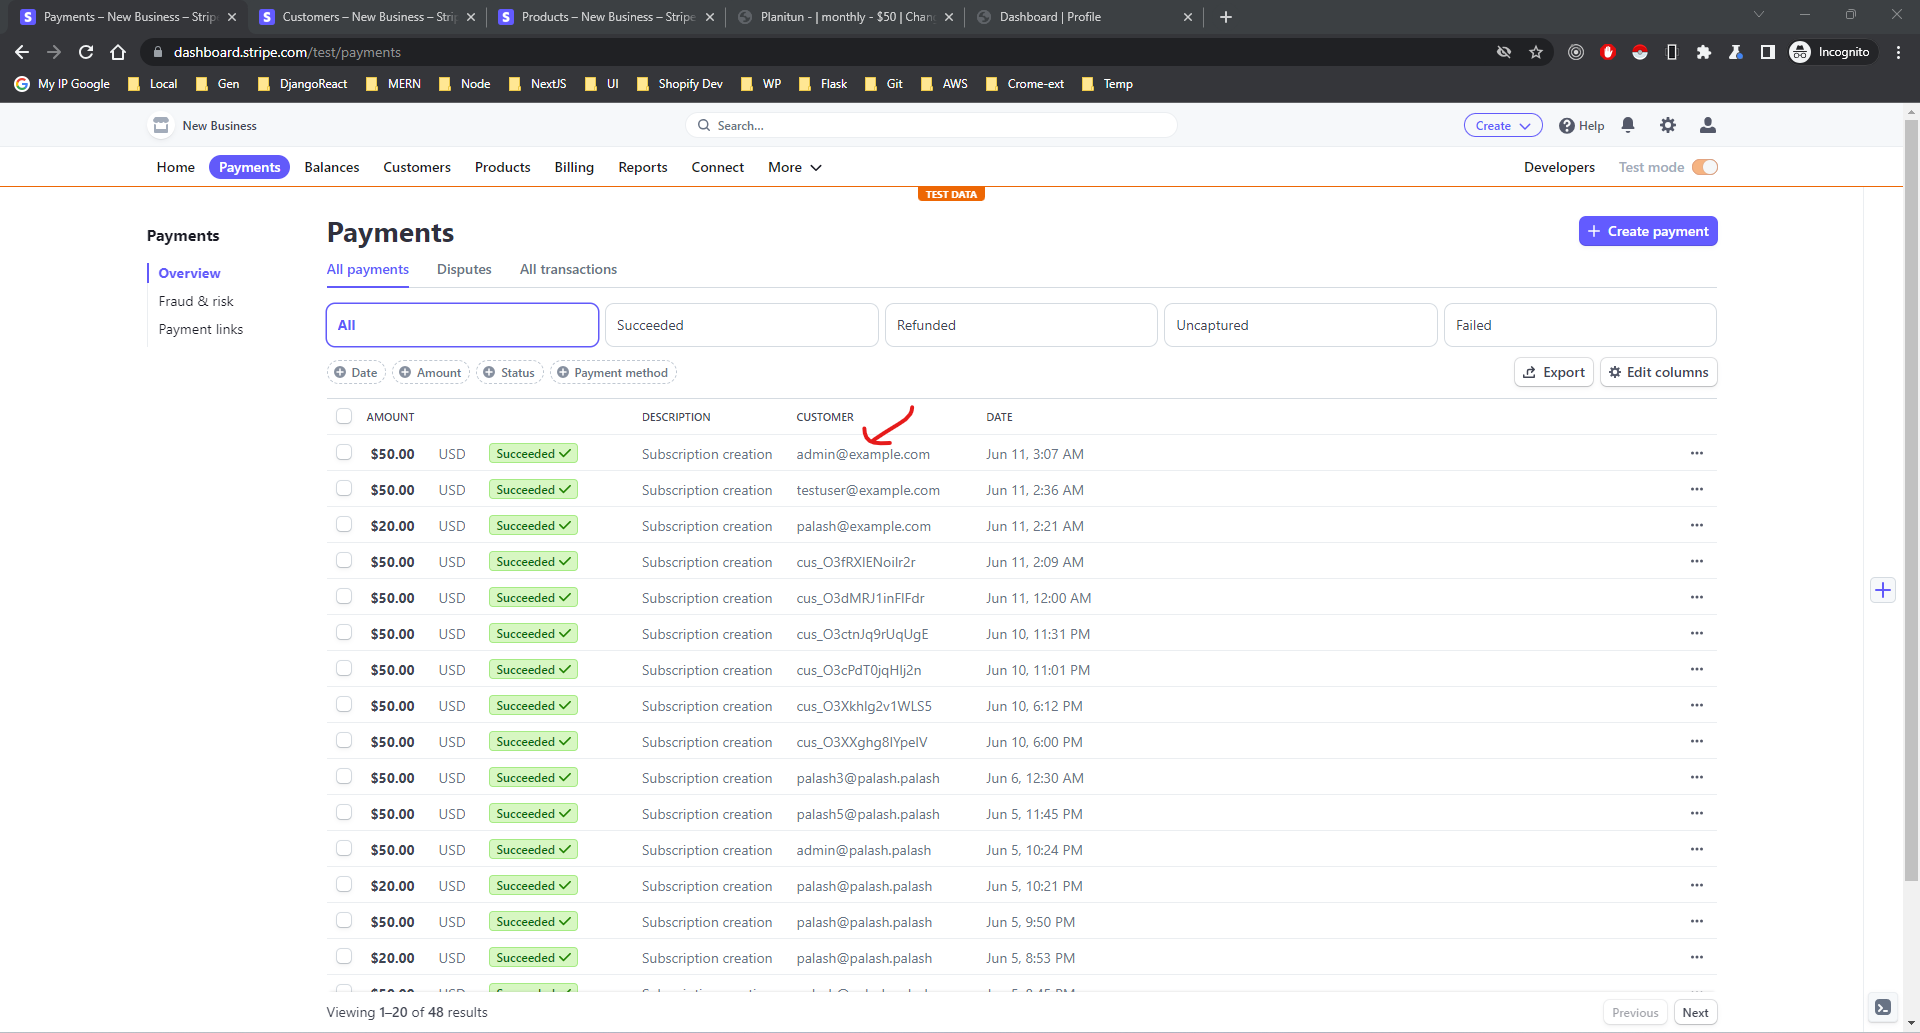 Payments – New Business – Strip
Customers – New Business – Stri
Products – New Business – Stripe
Planitun - | monthly - $50 | Chan
Dashboard | Profile
dashboard.stripe.com/test/payments
Incognito
My IP Google
Local
Gen
DjangoReact
MERN
Node
NextJS
UI
Shopify Dev
WP
Flask
Git
AWS
Crome-ext
Temp
New Business
Search...
Create
Help
Home
Payments
Balances
Customers
Products
Billing
Reports
Connect
More
Developers
Test mode
TEST DATA
Payments
Overview
Fraud & risk
Payment links
Payments
Create payment
All payments
Disputes
All transactions
All
Succeeded
Refunded
Uncaptured
Failed
Date
Amount
Status
Payment method
Export
Edit columns
AMOUNT DESCRIPTION CUSTOMER DATE
$50.00 USD Succeeded Subscription creation admin@example.com Jun 11, 3:07 AM
$50.00 USD Succeeded Subscription creation testuser@example.com Jun 11, 2:36 AM
$20.00 USD Succeeded Subscription creation palash@example.com Jun 11, 2:21 AM
$50.00 USD Succeeded Subscription creation cus_O3fRXIENoiIr2r Jun 11, 2:09 AM
$50.00 USD Succeeded Subscription creation cus_O3dMRJ1inFIFdr Jun 11, 12:00 AM
$50.00 USD Succeeded Subscription creation cus_O3ctnJq9rUqUgE Jun 10, 11:31 PM
$50.00 USD Succeeded Subscription creation cus_O3cPdT0jqHIj2n Jun 10, 11:01 PM
$50.00 USD Succeeded Subscription creation cus_O3XkhIg2v1WLS5 Jun 10, 6:12 PM
$50.00 USD Succeeded Subscription creation cus_O3XXghg8IYpeIV Jun 10, 6:00 PM
$50.00 USD Succeeded Subscription creation palash3@palash.palash Jun 6, 12:30 AM
$50.00 USD Succeeded Subscription creation palash5@palash.palash Jun 5, 11:45 PM
$50.00 USD Succeeded Subscription creation admin@palash.palash Jun 5, 10:24 PM
$20.00 USD Succeeded Subscription creation palash@palash.palash Jun 5, 10:21 PM
$50.00 USD Succeeded Subscription creation palash@palash.palash Jun 5, 9:50 PM
$20.00 USD Succeeded Subscription creation palash@palash.palash Jun 5, 8:53 PM
Viewing 1–20 of 48 results
Previous
Next